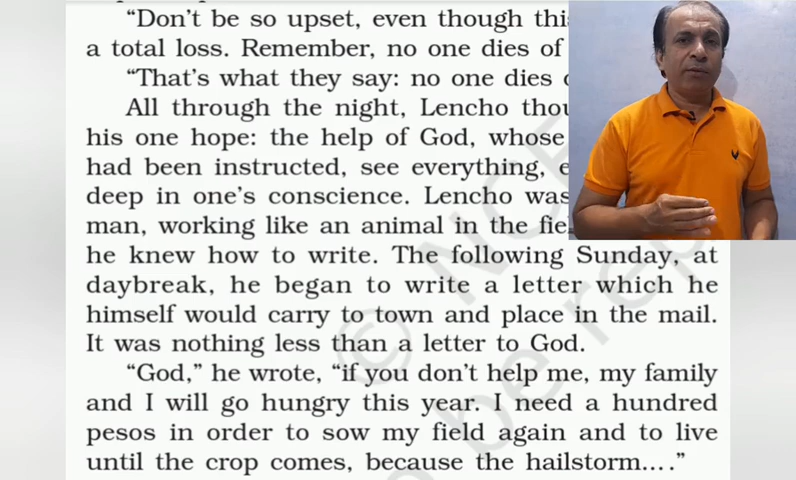 “Don’t be so upset, even though this
a total loss. Remember, no one dies of
“That’s what they say: no one dies
All through the night, Lencho
his one hope: the help of God, whose
had been instructed, see everything,
deep in one’s conscience. Lencho was
man, working like an animal in the
he knew how to write. The following Sunday, at
daybreak, he began to write a letter which he
himself would carry to town and place in the mail.
It was nothing less than a letter to God.
“God,” he wrote, “if you don’t help me, my family
and I will go hungry this year. I need a hundred
pesos in order to sow my field again and to live
until the crop comes, because the hailstorm....”